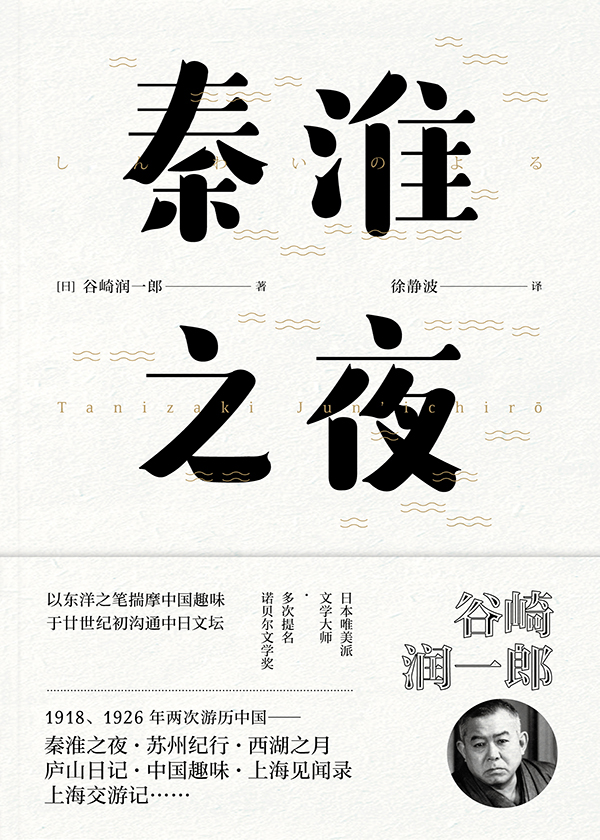 秦淮
しんわいのよる
[日] 谷崎润一郎 著 徐静波 译
之夜
Tanizaki Jun'ichirō
以东洋之笔揣摩中国趣味
于廿世纪初沟通中日文坛
日本唯美派
文学大师
·
多次提名
诺贝尔文学奖
谷崎
润一郎
1918、1926 年两次游历中国——
秦淮之夜·苏州纪行·西湖之月
庐山日记·中国趣味·上海见闻录
上海交游记……